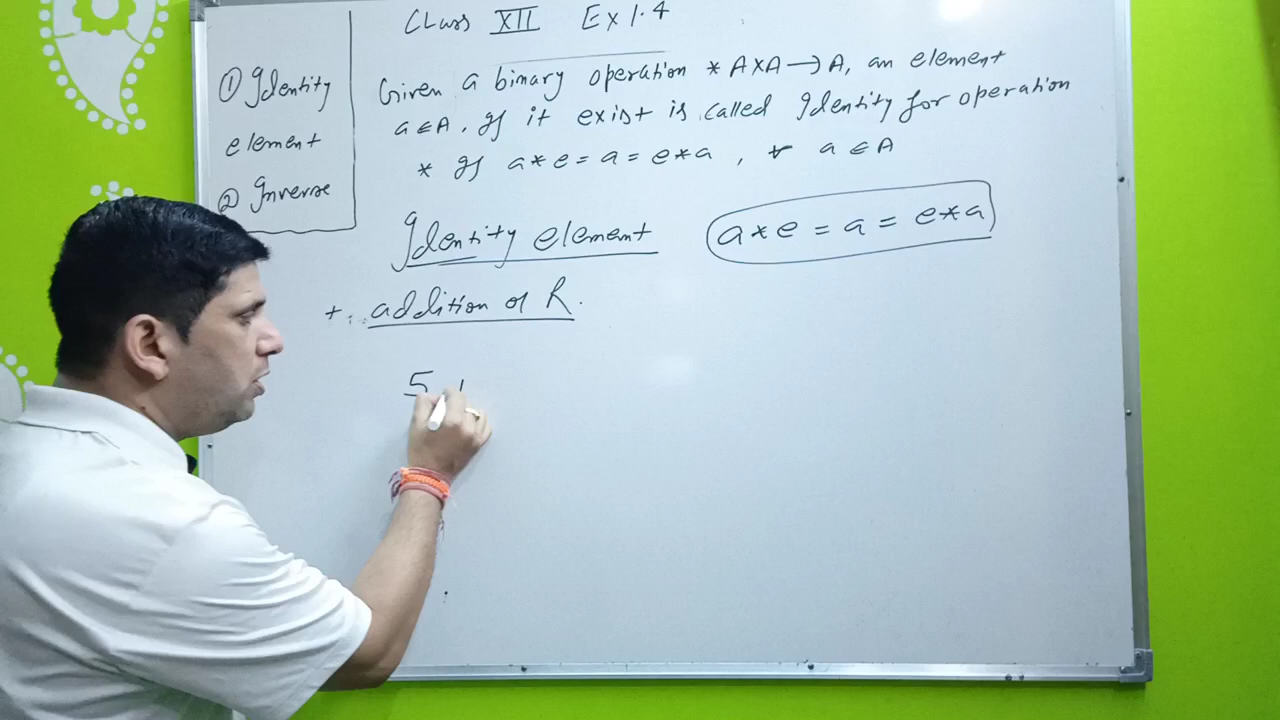 Class XII Ex 1.4
① Identity
element
② Inverse
Given a binary operation * A×A→A, an element
a∈A, If it exist is called Identity for operation
* If a*e = a = e*a, ∀ a∈A
Identity element
a*e = a = e*a
+ : addition of R.
5